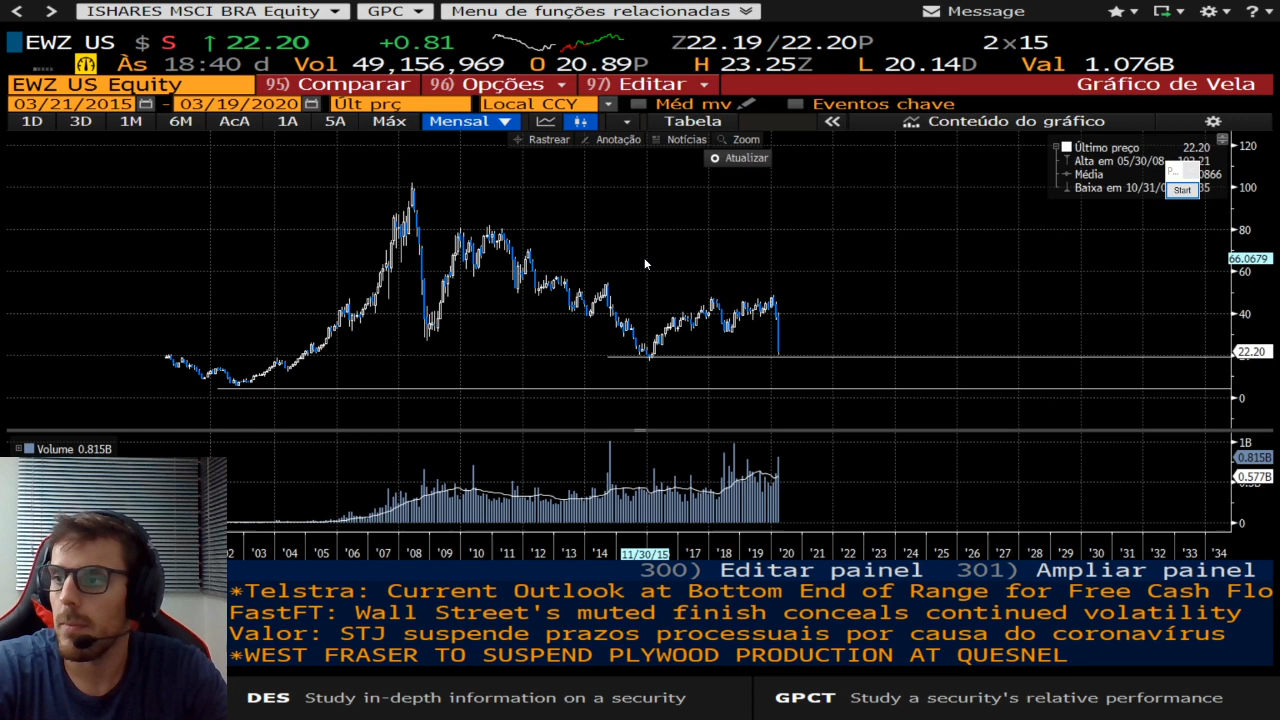 ISHARES MSCI BRA Equity GPC Menu de funções relacionadas Message
EWZ US $ S ↑ 22.20 +0.81 Z22.19 /22.20P 2×15
Às 18:40 d Vol 49,156,969 O 20.89P H 23.25Z L 20.14D Val 1.076B
EWZ US Equity 95) Comparar 96) Opções 97) Editar Gráfico de Vela
03/21/2015 - 03/19/2020 Últ prç Local CCY Méd mv Eventos chave
1D 3D 1M 6M AcA 1A 5A Máx Mensal Tabela Conteúdo do gráfico
Rastrear Anotação Notícias Zoom
Atualizar
Último preço 22.20
Alta em 05/30/08
Média 0866
P...
Baixa em 10/31/0
Start
120
100
80
66.0679
60
40
22.20
0
Volume 0.815B
1B
0.815B
0.577B
0
02 '03 '04 '05 '06 '07 '08 '09 '10 '11 '12 '13 '14 11/30/15 '17 '18 '19 '20 '21 '22 '23 '24 '25 '26 '27 '28 '29 '30 '31 '32 '33 '34
300) Editar painel 301) Ampliar painel
*Telstra: Current Outlook at Bottom End of Range for Free Cash Flo
FastFT: Wall Street's muted finish conceals continued volatility
Valor: STJ suspende prazos processuais por causa do coronavírus
*WEST FRASER TO SUSPEND PLYWOOD PRODUCTION AT QUESNEL
DES Study in-depth information on a security GPCT Study a security's relative performance